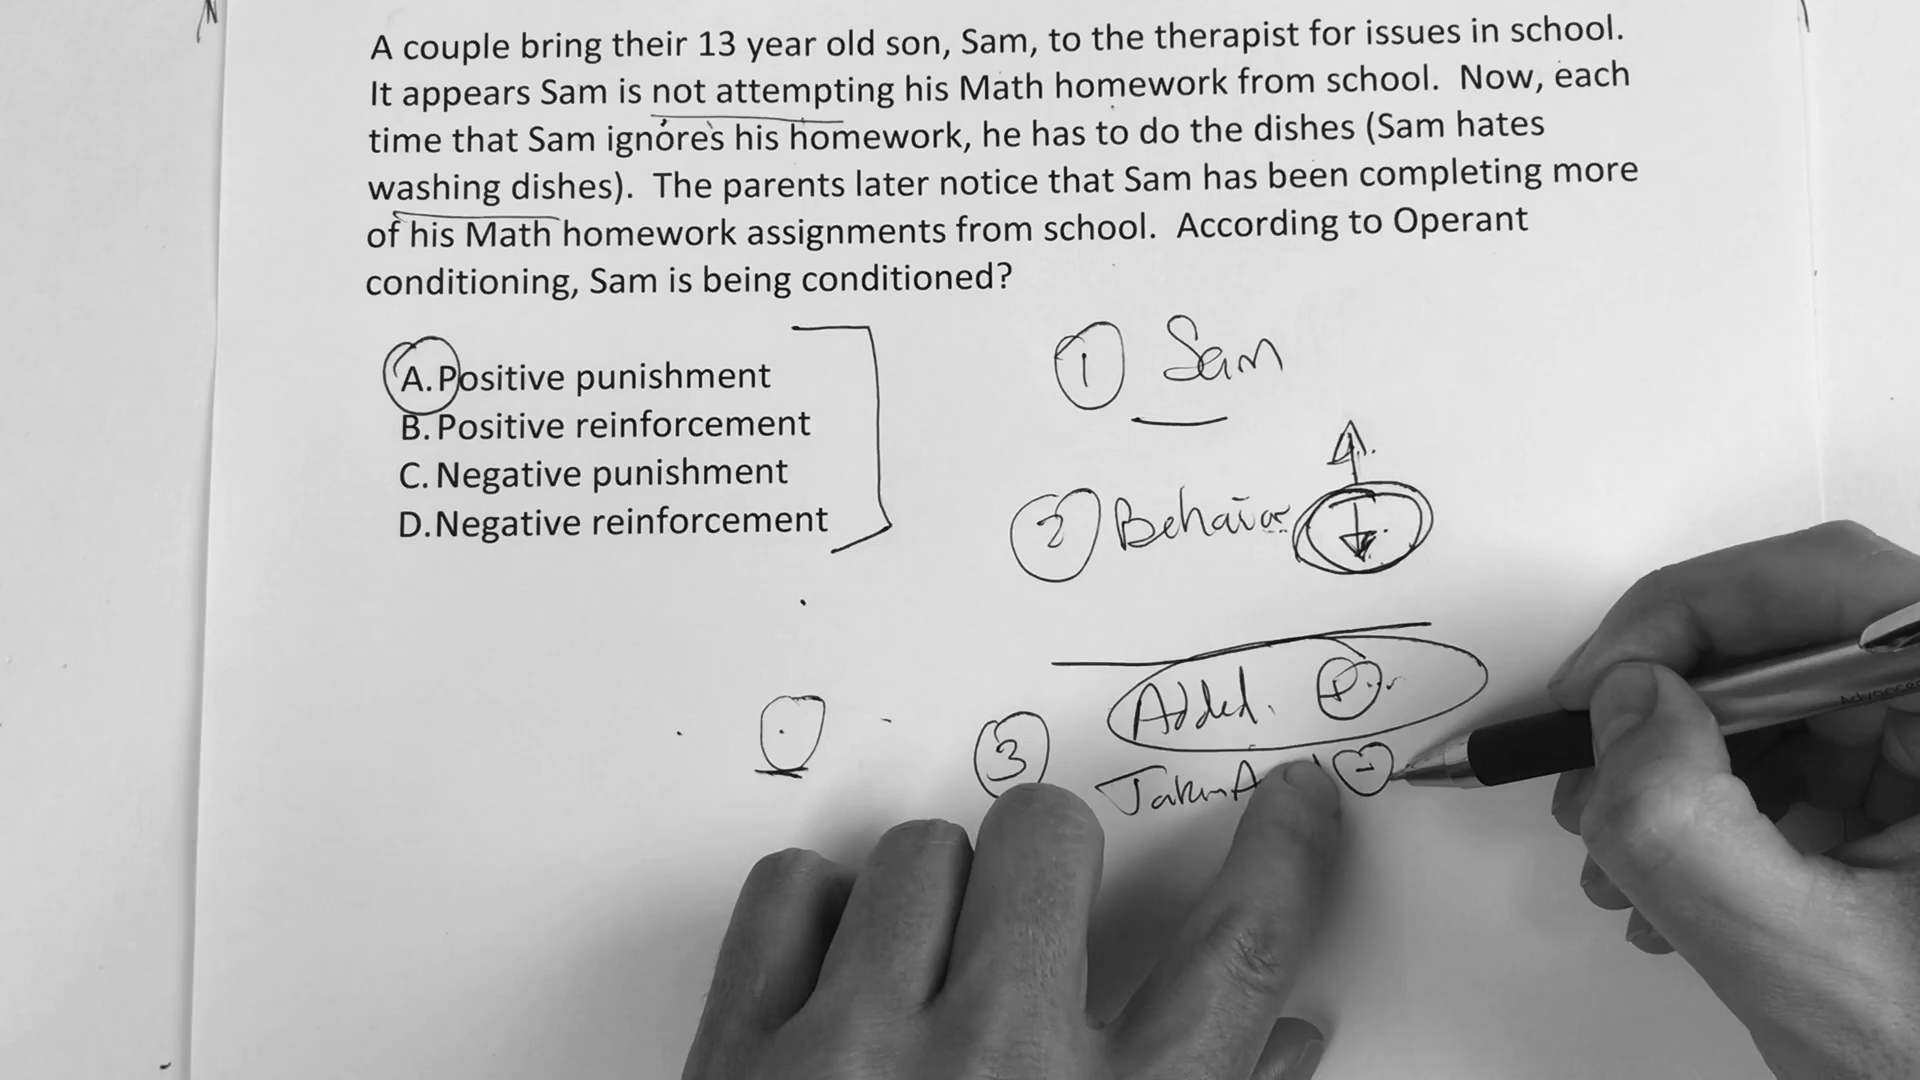 A couple bring their 13 year old son, Sam, to the therapist for issues in school.
It appears Sam is not attempting his Math homework from school. Now, each
time that Sam ignores his homework, he has to do the dishes (Sam hates
washing dishes). The parents later notice that Sam has been completing more
of his Math homework assignments from school. According to Operant
conditioning, Sam is being conditioned?
A. Positive punishment
B. Positive reinforcement
C. Negative punishment
D. Negative reinforcement
1 Sam
2 Behavior
3 Added. +
Taken A -